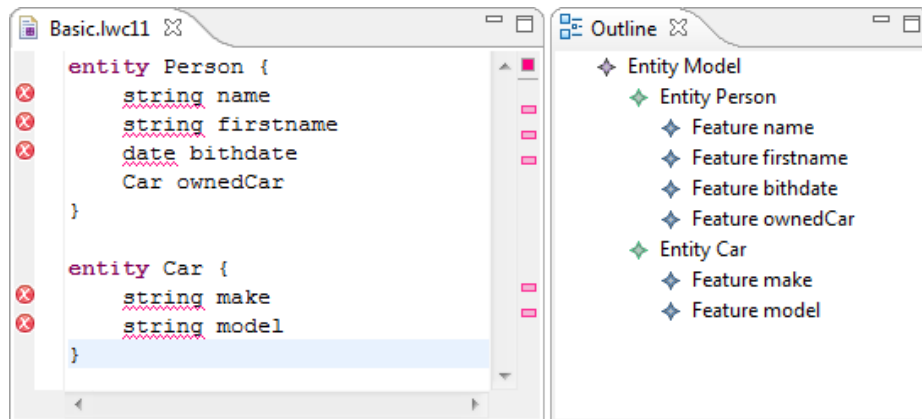 Basic.lwc11
entity Person {
string name
string firstname
date bithdate
Car ownedCar
}
entity Car {
string make
string model
}
Outline
Entity Model
Entity Person
Feature name
Feature firstname
Feature bithdate
Feature ownedCar
Entity Car
Feature make
Feature model